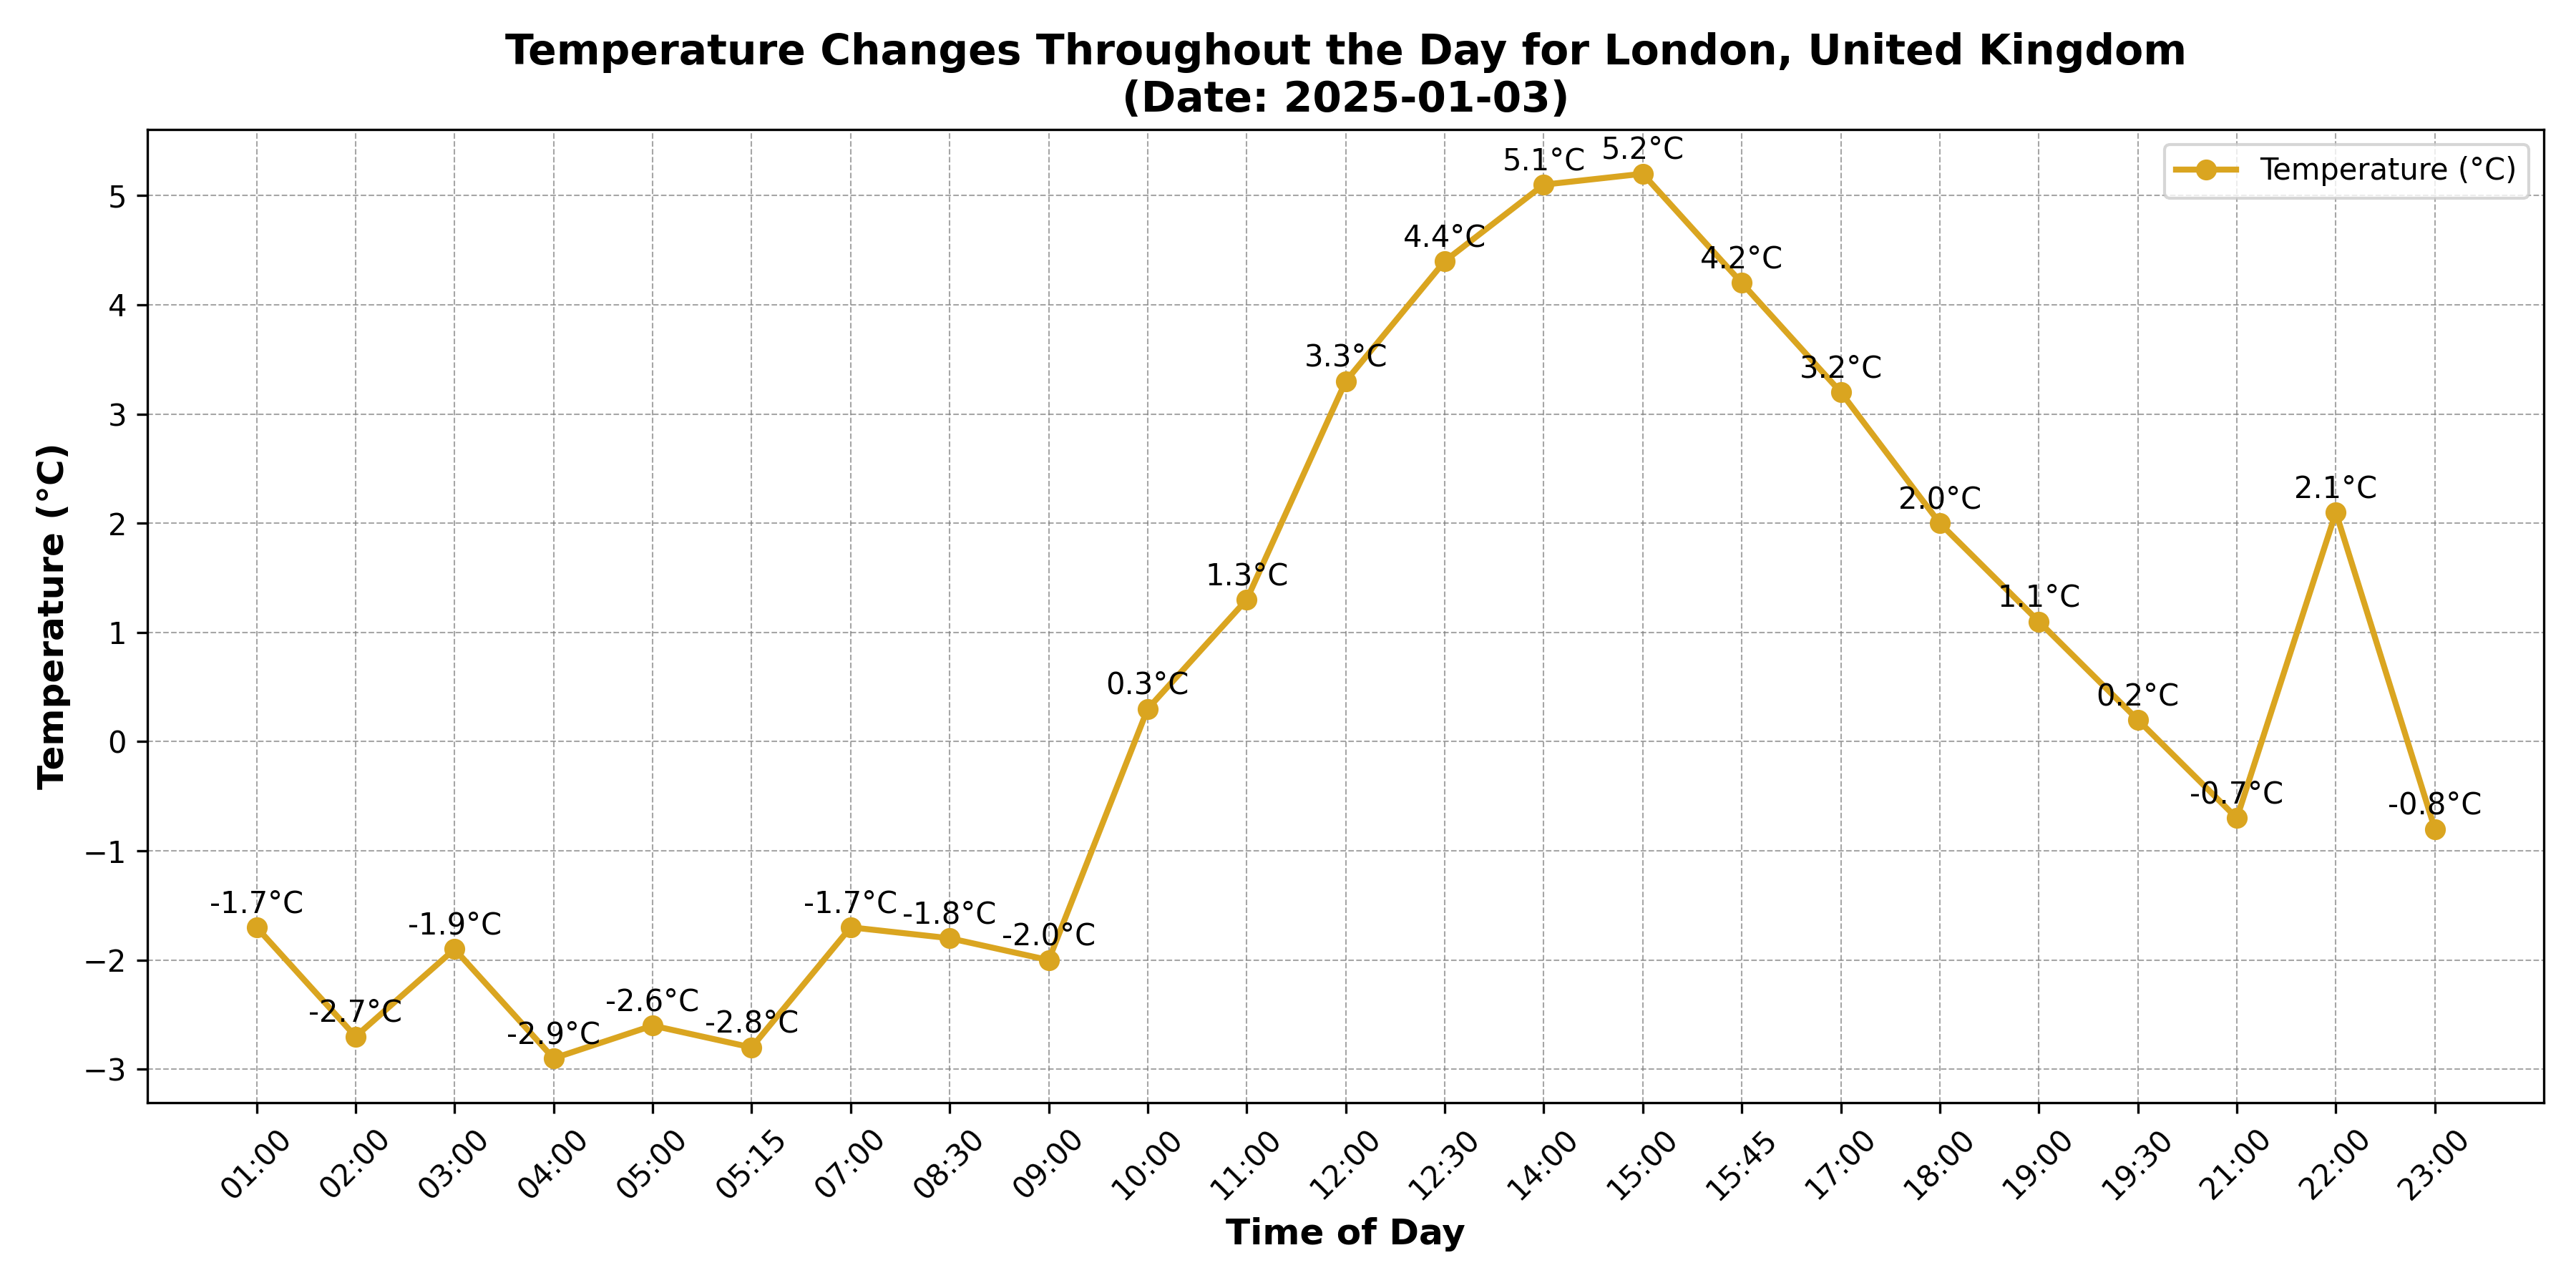 Temperature Changes Throughout the Day for London, United Kingdom
(Date: 2025-01-03)
Temperature (°C)
5.1°C
5.2°C
4.4°C
4.2°C
3.3°C
3.2°C
2.0°C
2.1°C
1.3°C
1.1°C
0.3°C
0.2°C
-0.7°C
-0.8°C
-1.7°C
-2.7°C
-1.9°C
-2.9°C
-2.6°C
-2.8°C
-1.7°C
-1.8°C
-2.0°C
5
4
3
2
1
0
−1
−2
−3
Temperature (°C)
01:00
02:00
03:00
04:00
05:00
05:15
07:00
08:30
09:00
10:00
11:00
12:00
12:30
14:00
15:00
15:45
17:00
18:00
19:00
19:30
21:00
22:00
23:00
Time of Day